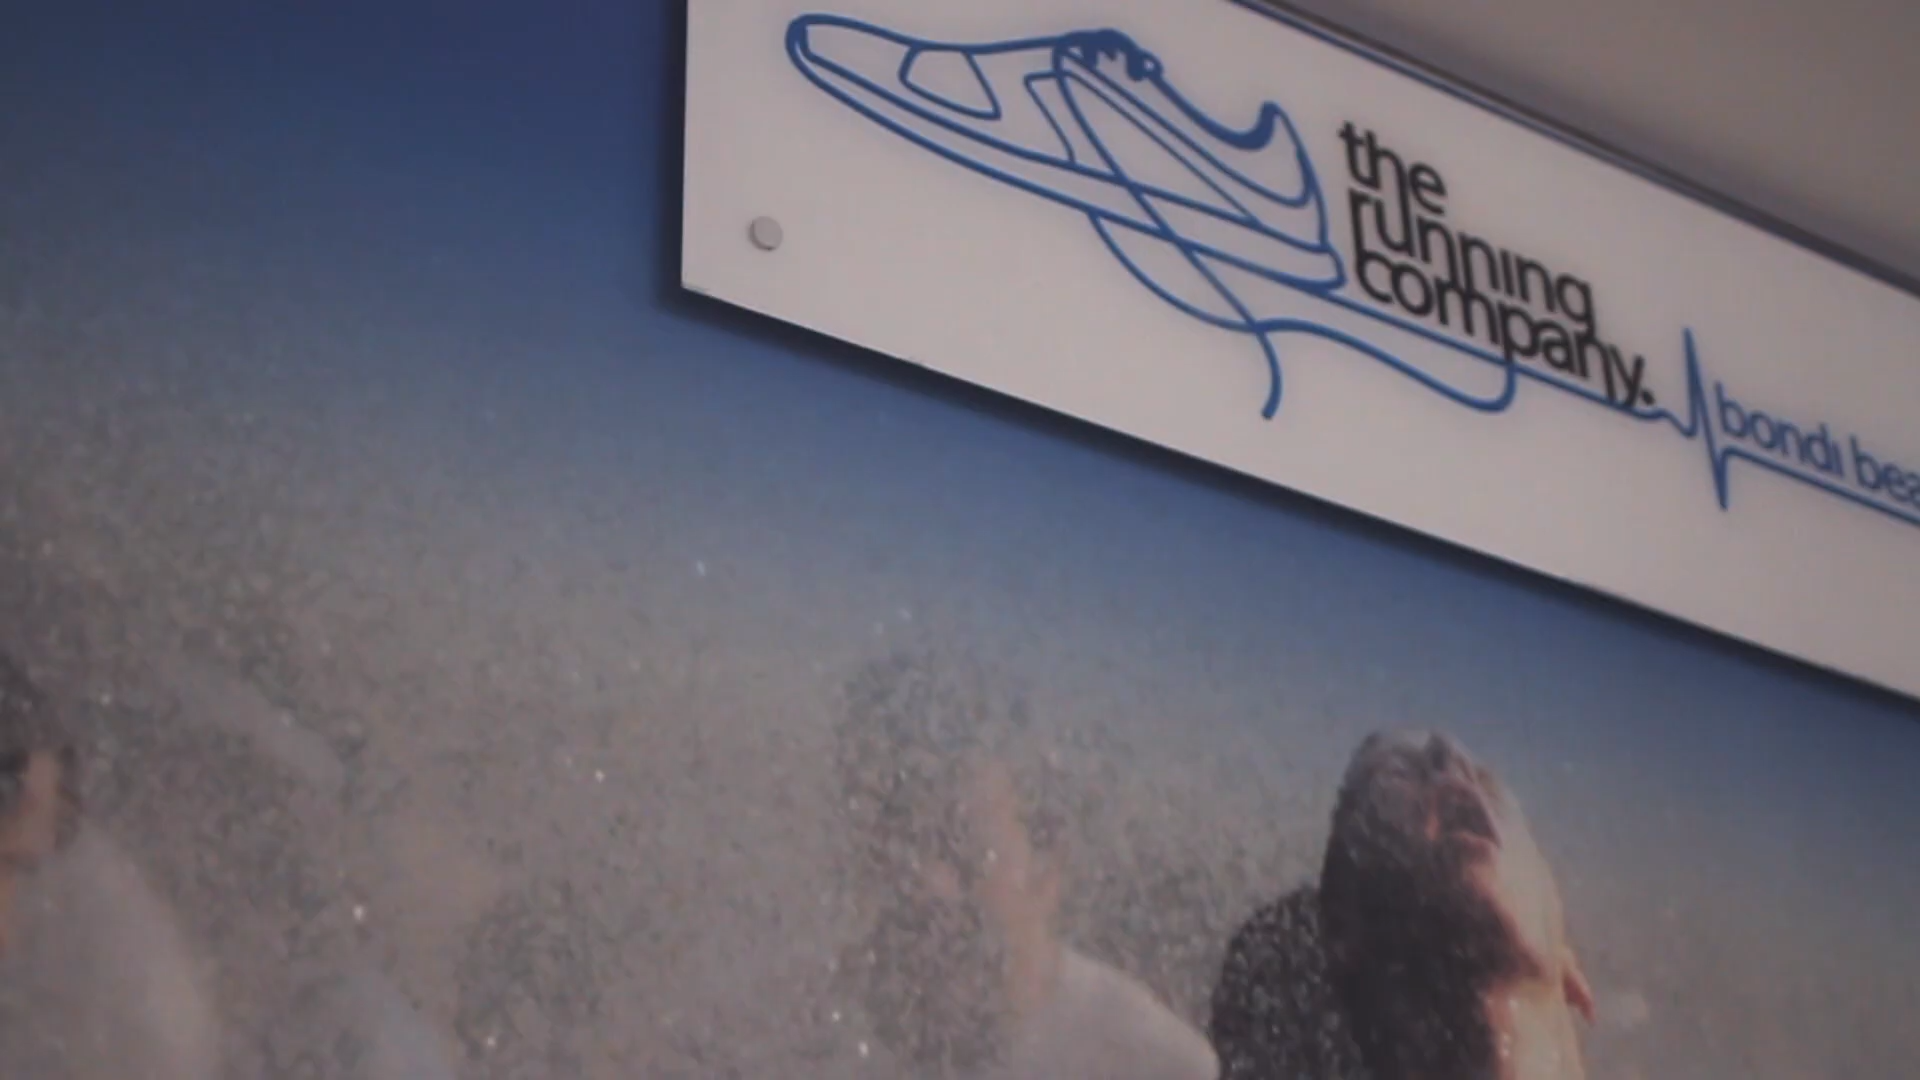 the
running
company.
bondi